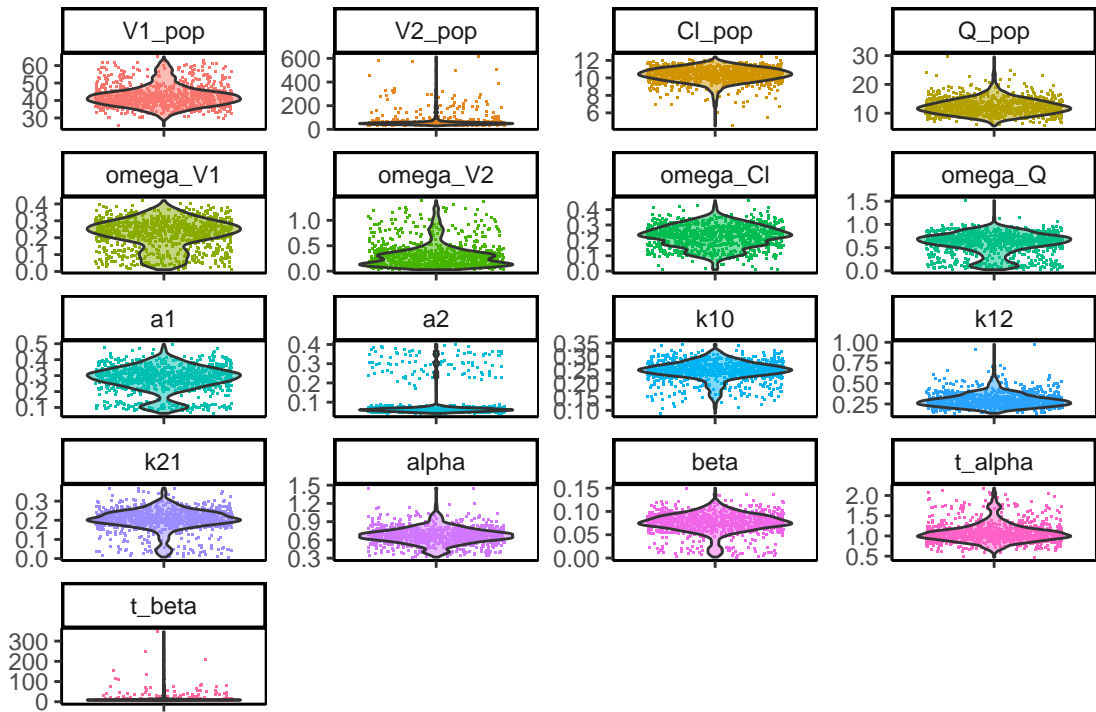 V1_pop V2_pop Cl_pop Q_pop
60 50 40 30
600 400 200 0
12 10 8 6
30 20 10
omega_V1 omega_V2 omega_Cl omega_Q
0.4 0.3 0.2 0.1 0.0
1.0 0.5 0.0
0.4 0.3 0.2 0.1 0.0
1.5 1.0 0.5 0.0
a1 a2 k10 k12
0.5 0.4 0.3 0.2 0.1
0.4 0.3 0.2 0.1
0.35 0.30 0.25 0.20 0.15 0.10
1.00 0.75 0.50 0.25
k21 alpha beta t_alpha
0.3 0.2 0.1 0.0
1.5 1.2 0.9 0.6 0.3
0.15 0.10 0.05 0.00
2.0 1.5 1.0 0.5
t_beta
300 200 100 0